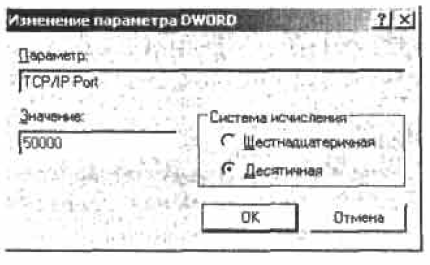 Изменение параметра DWORD
Параметр:
TCP/IP Port
Значение:
50000
Система исчисления
Шестнадцатеричная
Десятичная
OK
Отмена